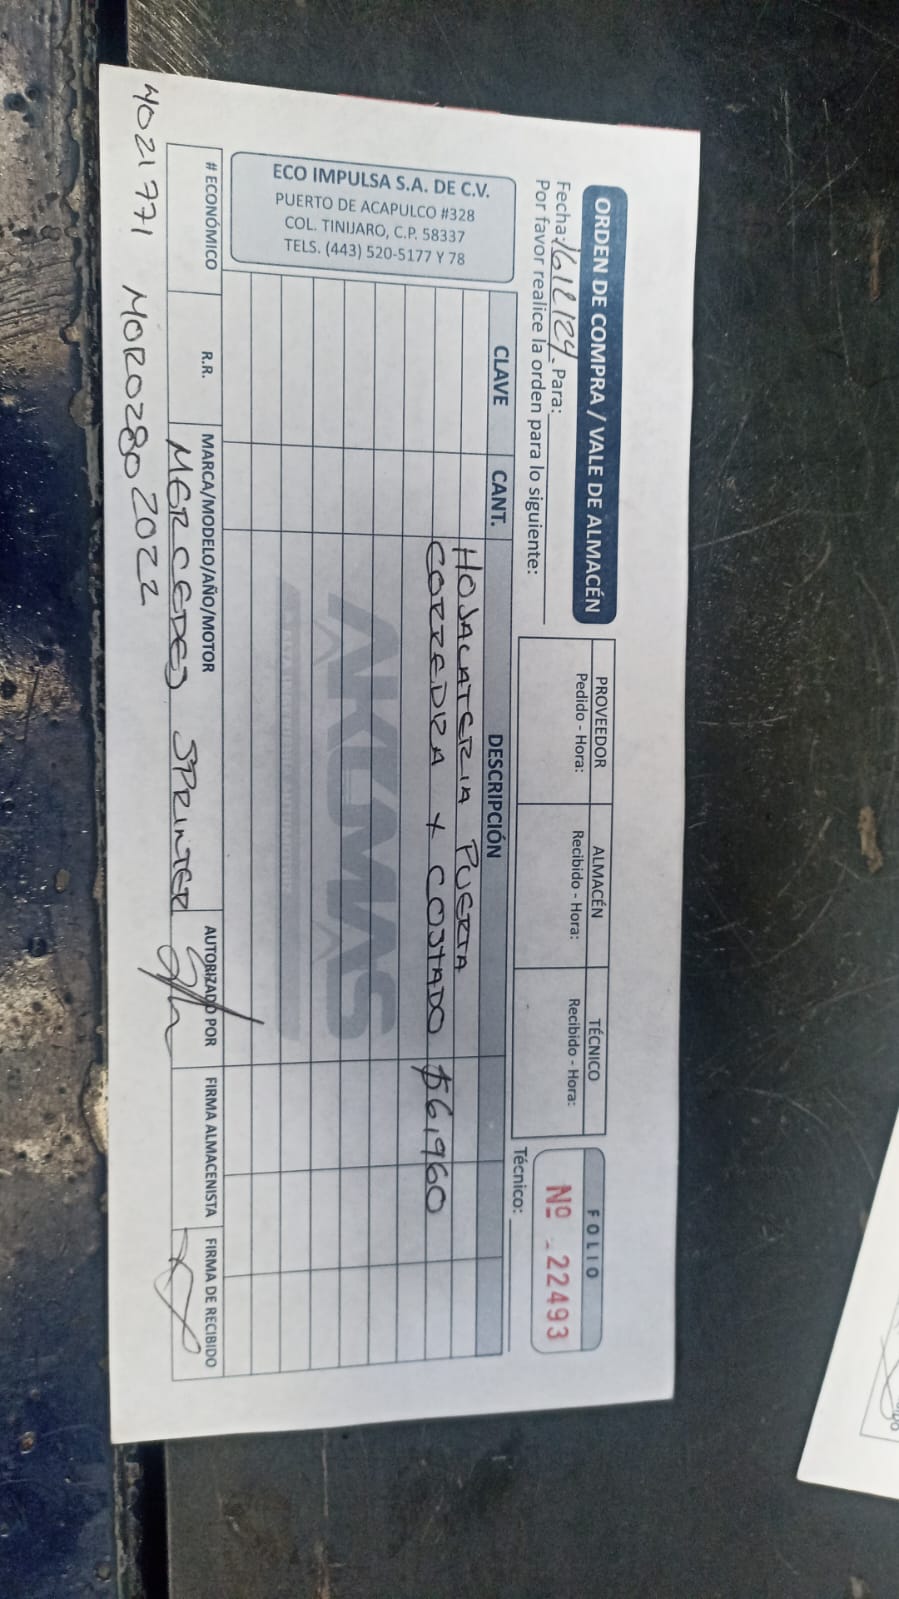 ORDEN DE COMPRA / VALE DE ALMACÉN
Fecha: 16/12/24 Para:
Por favor realice la orden para lo siguiente:
PROVEEDOR
Pedido - Hora:
ALMACÉN
Recibido - Hora:
TÉCNICO
Recibido - Hora:
FOLIO
Nº 22493
Técnico:
ECO IMPULSA S.A. DE C.V.
PUERTO DE ACAPULCO #328
COL. TINIJARO, C.P. 58337
TELS. (443) 520-5177 Y 78
CLAVE CANT. DESCRIPCIÓN
HOJALATERIA PUERTA
CORREDIZA Y COSTADO $6,960
AKUMAS
# ECONÓMICO R.R. MARCA/MODELO/AÑO/MOTOR AUTORIZADO POR FIRMA ALMACENISTA FIRMA DE RECIBIDO
MERCEDES SPRINTER
4021771 MOR0280 2022